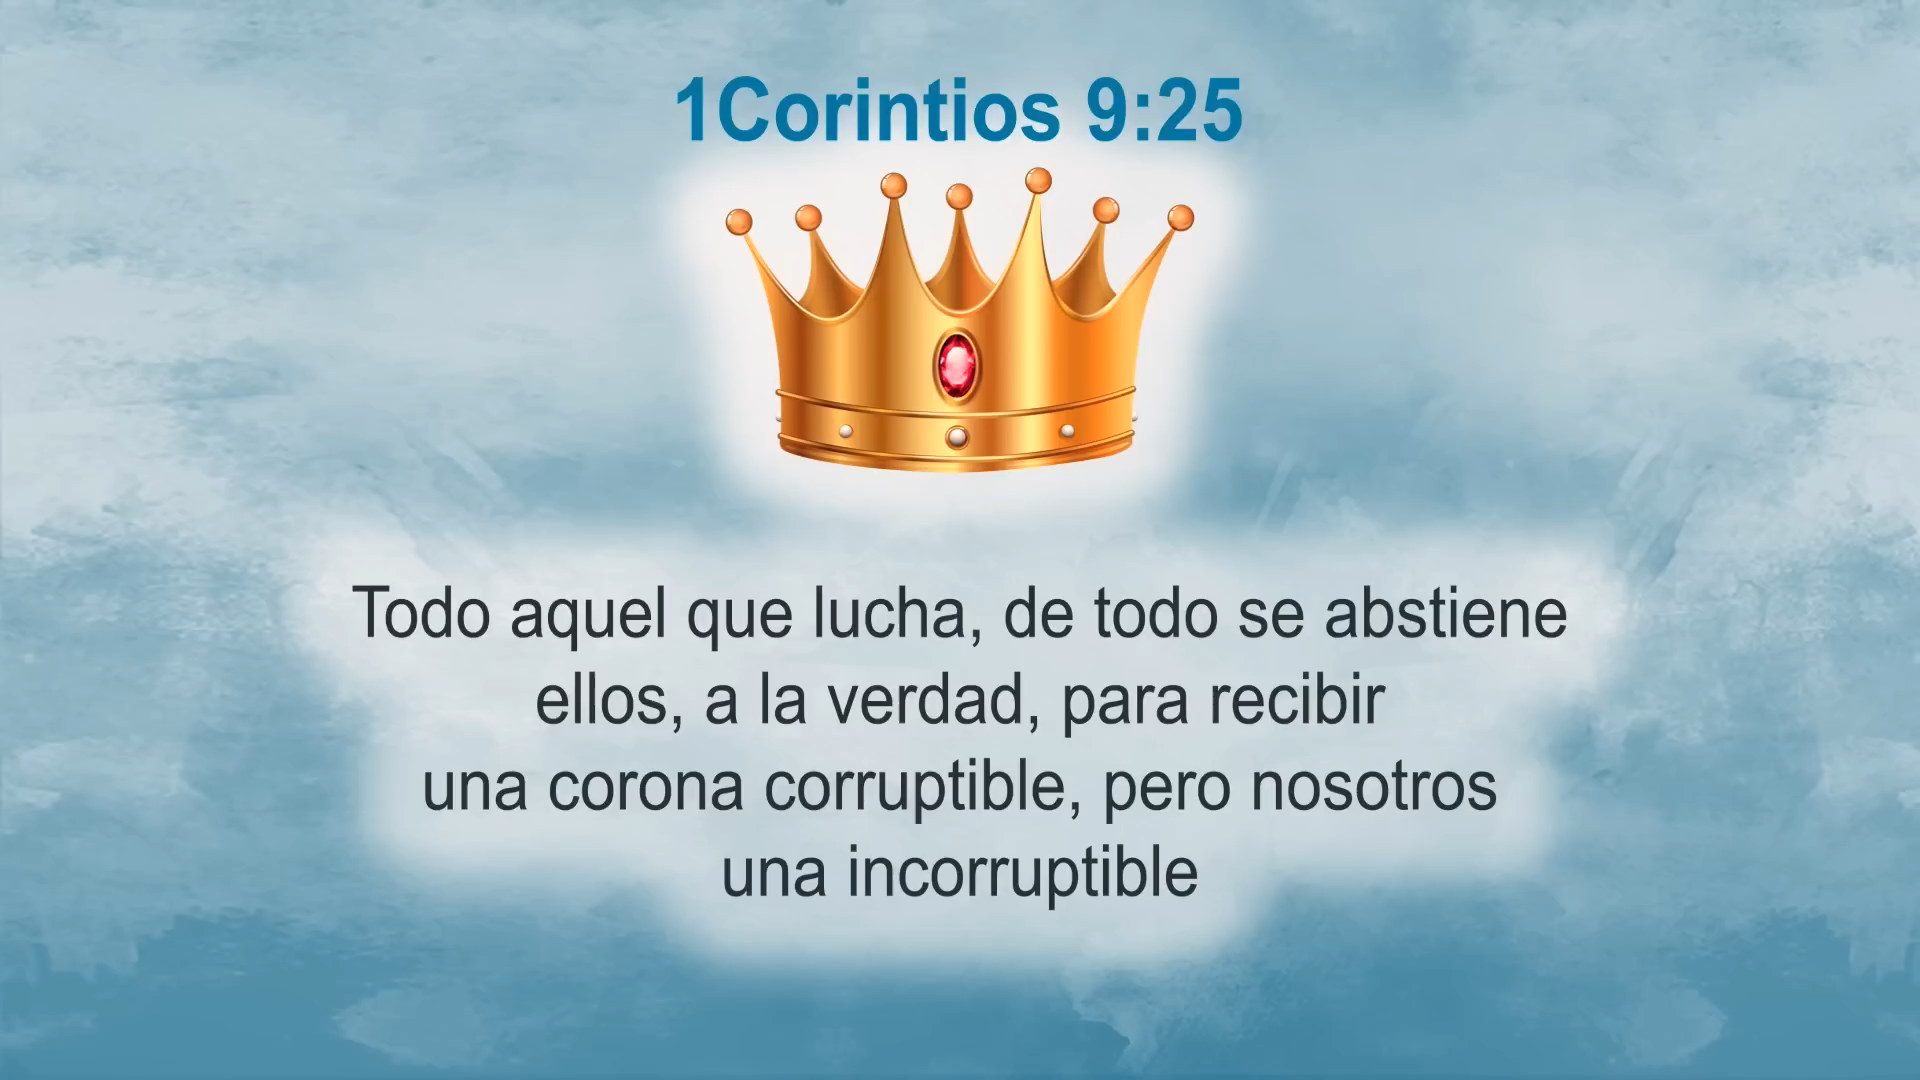 1Corintios 9:25
Todo aquel que lucha, de todo se abstiene
ellos, a la verdad, para recibir
una corona corruptible, pero nosotros
una incorruptible